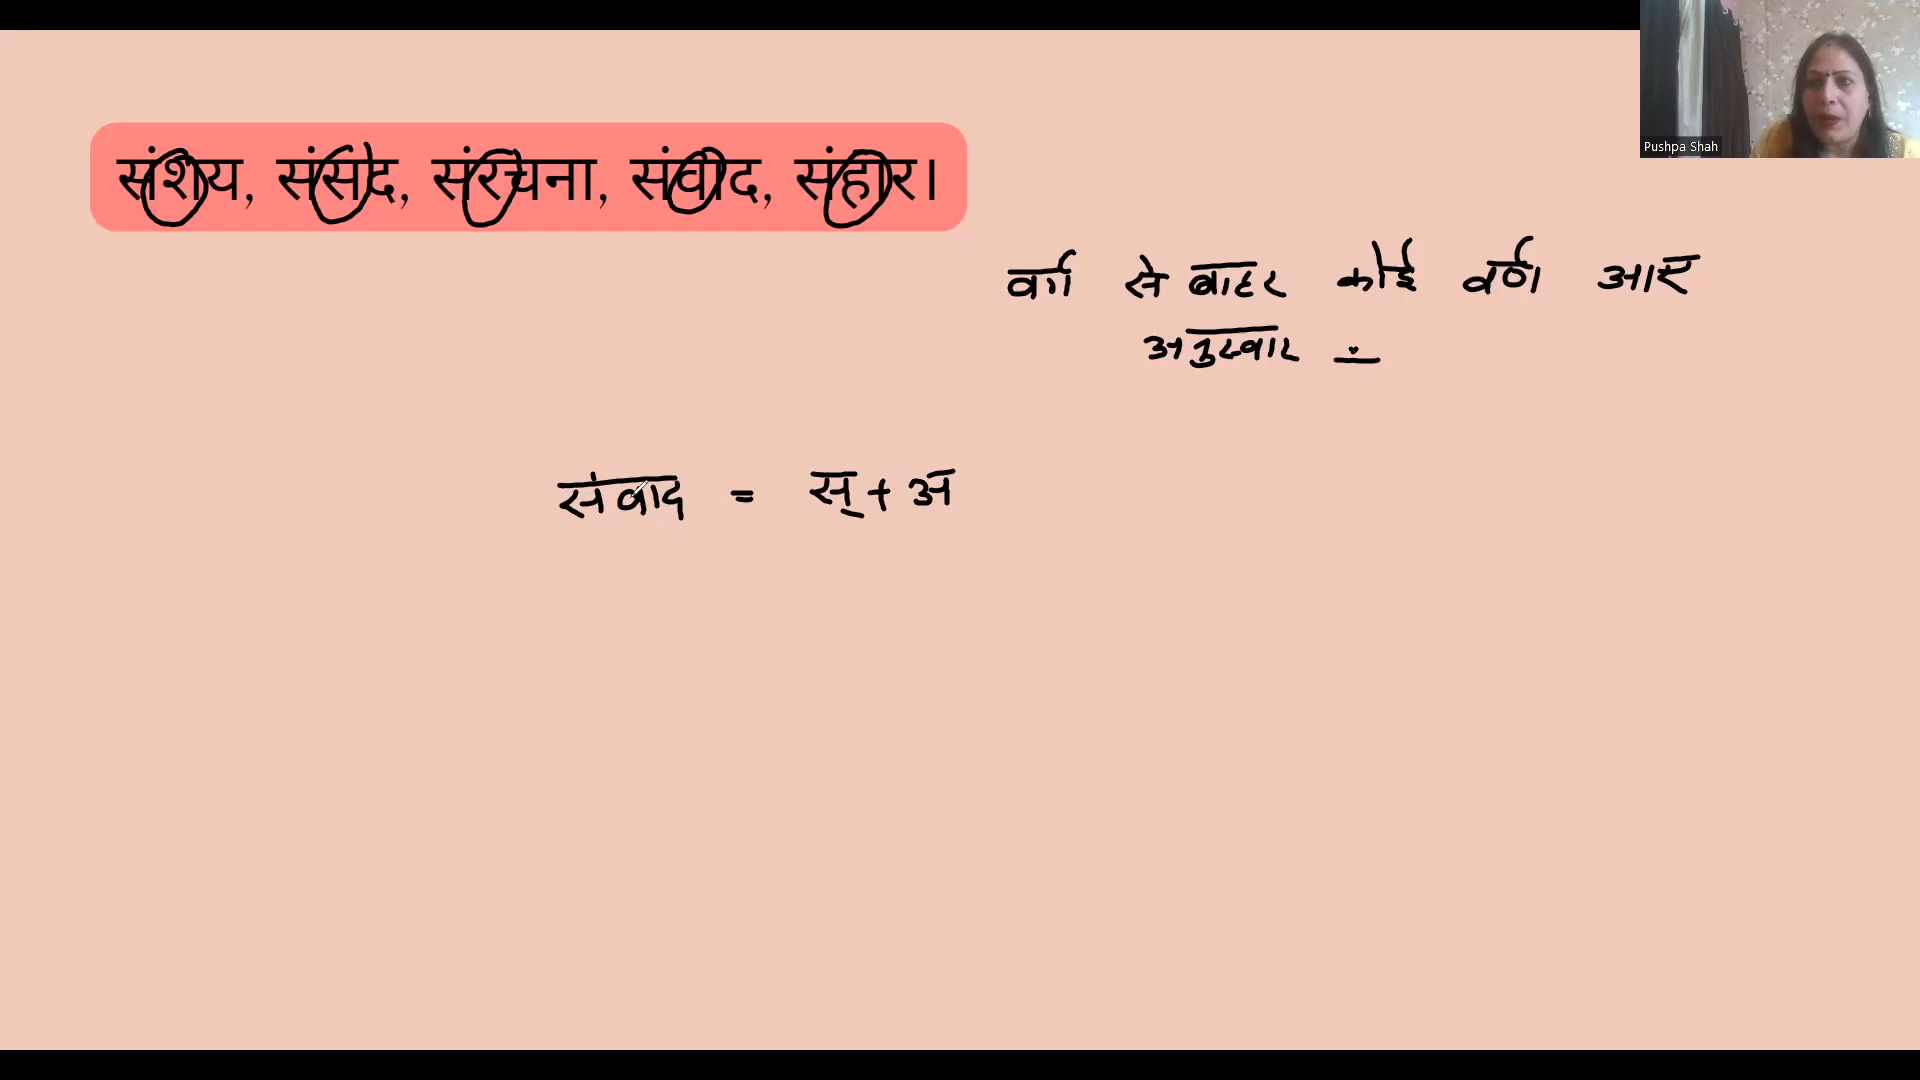 Pushpa Shah
संशय, संसद, संरचना, संवाद, संहार।
वर्ग से बाहर कोई वर्ण आए
अनुस्वार ∸
संवाद = स् + अ